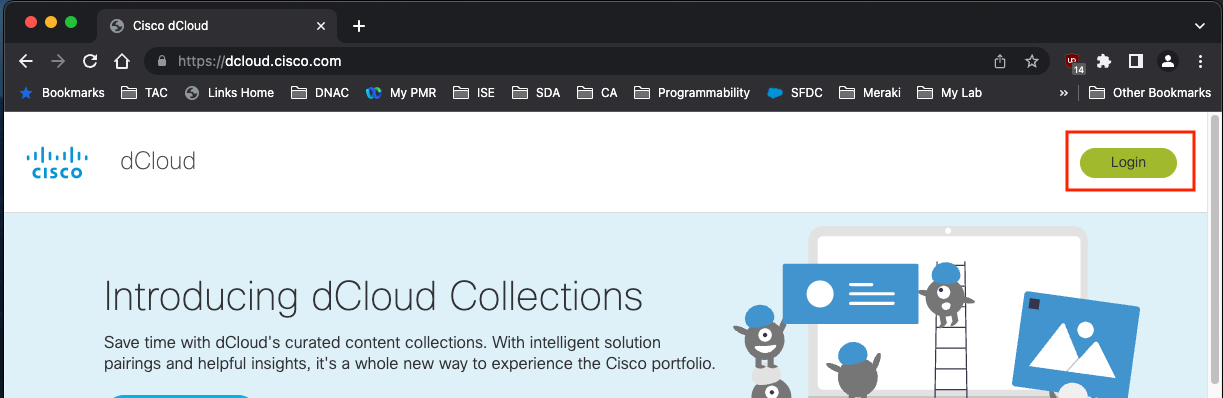 Cisco dCloud
https://dcloud.cisco.com
14
Bookmarks TAC Links Home DNAC My PMR ISE SDA CA Programmability SFDC Meraki My Lab » Other Bookmarks
CISCO dCloud Login
Introducing dCloud Collections
Save time with dCloud's curated content collections. With intelligent solution
pairings and helpful insights, it's a whole new way to experience the Cisco portfolio.